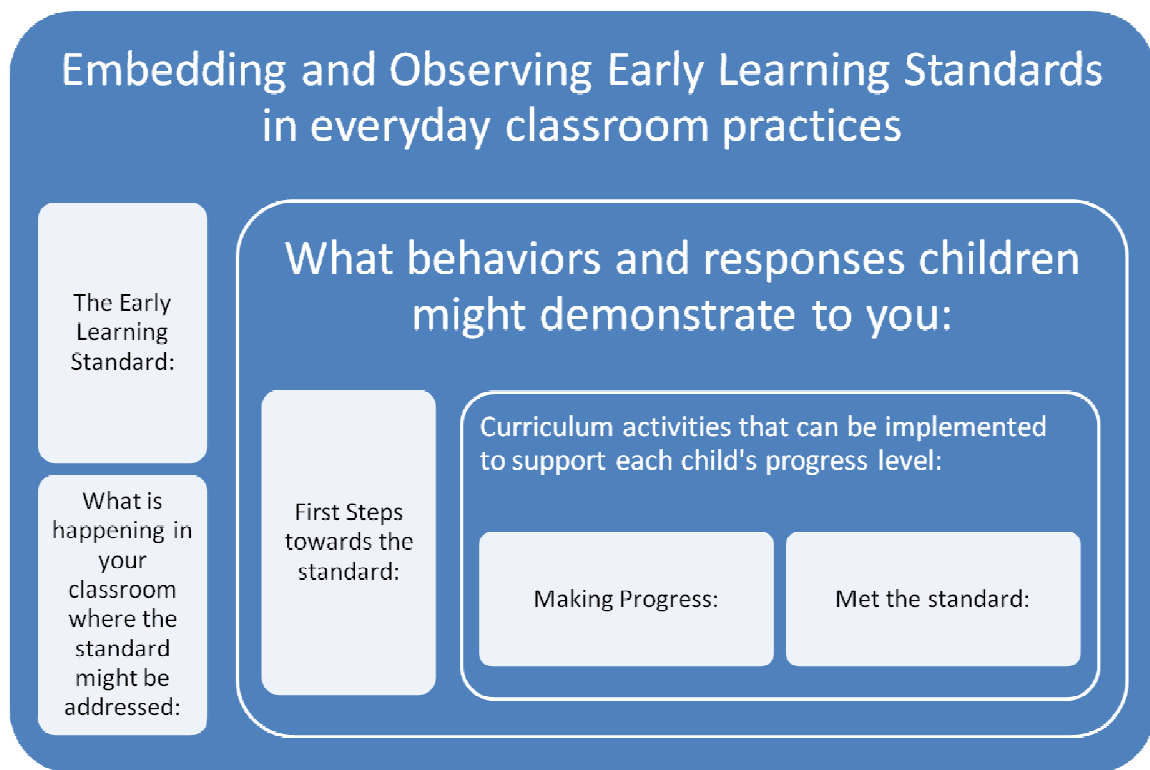 Embedding and Observing Early Learning Standards
in everyday classroom practices
The Early
Learning
Standard:
What is
happening in
your
classroom
where the
standard
might be
addressed:
What behaviors and responses children
might demonstrate to you:
First Steps
towards the
standard:
Curriculum activities that can be implemented
to support each child's progress level:
Making Progress:
Met the standard: